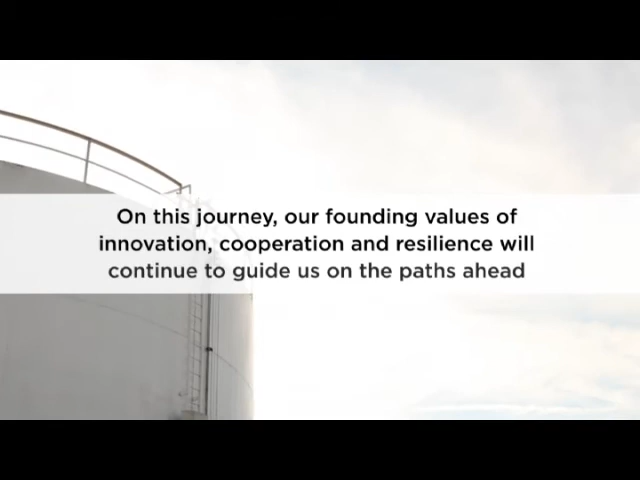 On this journey, our founding values of
innovation, cooperation and resilience will
continue to guide us on the paths ahead